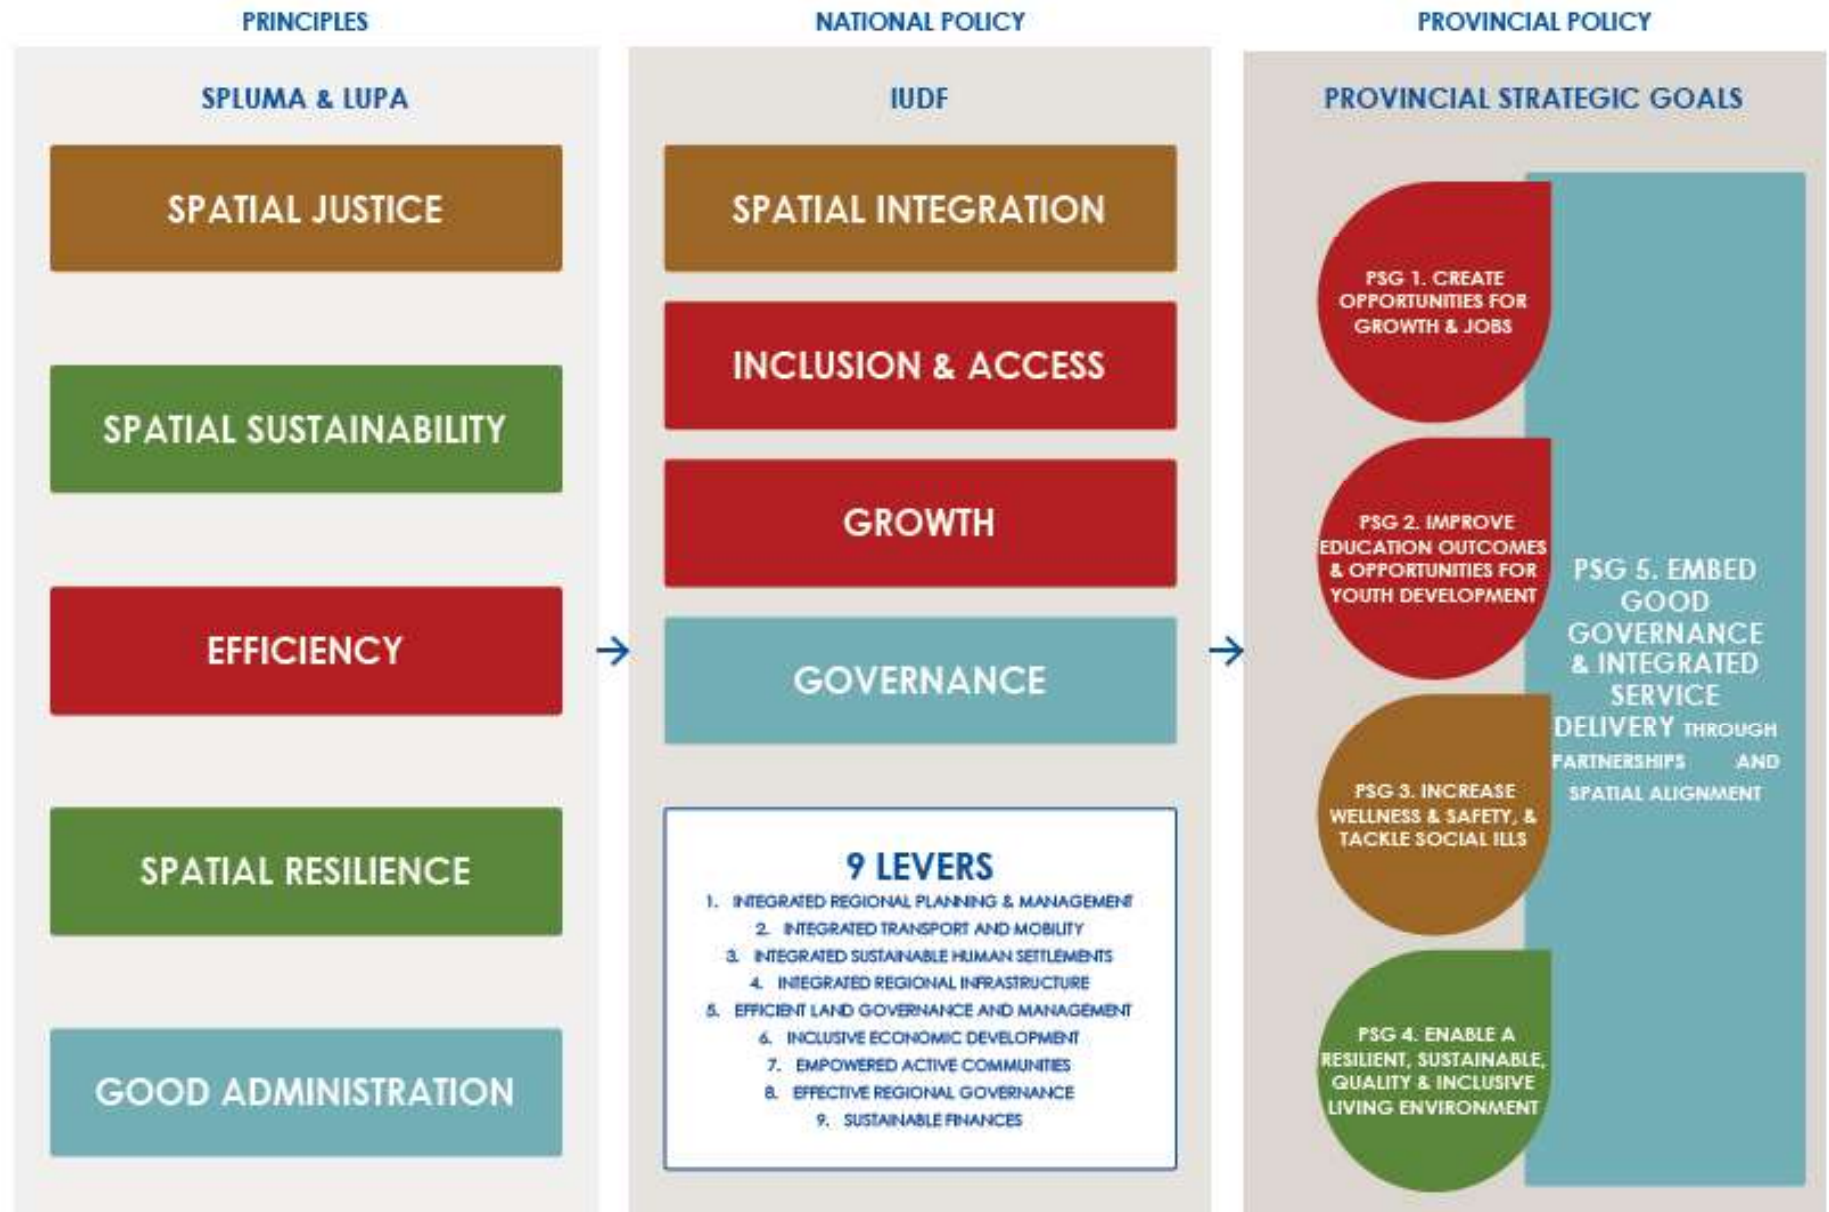 PRINCIPLES
SPLUMA & LUPA
SPATIAL JUSTICE
SPATIAL SUSTAINABILITY
EFFICIENCY
SPATIAL RESILIENCE
GOOD ADMINISTRATION
→
NATIONAL POLICY
IUDF
SPATIAL INTEGRATION
INCLUSION & ACCESS
GROWTH
GOVERNANCE
9 LEVERS
1. INTEGRATED REGIONAL PLANNING & MANAGEMENT
2. INTEGRATED TRANSPORT AND MOBILITY
3. INTEGRATED SUSTAINABLE HUMAN SETTLEMENTS
4. INTEGRATED REGIONAL INFRASTRUCTURE
5. EFFICIENT LAND GOVERNANCE AND MANAGEMENT
6. INCLUSIVE ECONOMIC DEVELOPMENT
7. EMPOWERED ACTIVE COMMUNITIES
8. EFFECTIVE REGIONAL GOVERNANCE
9. SUSTAINABLE FINANCES
→
PROVINCIAL POLICY
PROVINCIAL STRATEGIC GOALS
PSG 1. CREATE
OPPORTUNITIES FOR
GROWTH & JOBS
PSG 2. IMPROVE
EDUCATION OUTCOMES
& OPPORTUNITIES FOR
YOUTH DEVELOPMENT
PSG 3. INCREASE
WELLNESS & SAFETY, &
TACKLE SOCIAL ILLS
PSG 4. ENABLE A
RESILIENT, SUSTAINABLE,
QUALITY & INCLUSIVE
LIVING ENVIRONMENT
PSG 5. EMBED
GOOD
GOVERNANCE
& INTEGRATED
SERVICE
DELIVERY THROUGH
PARTNERSHIPS AND
SPATIAL ALIGNMENT